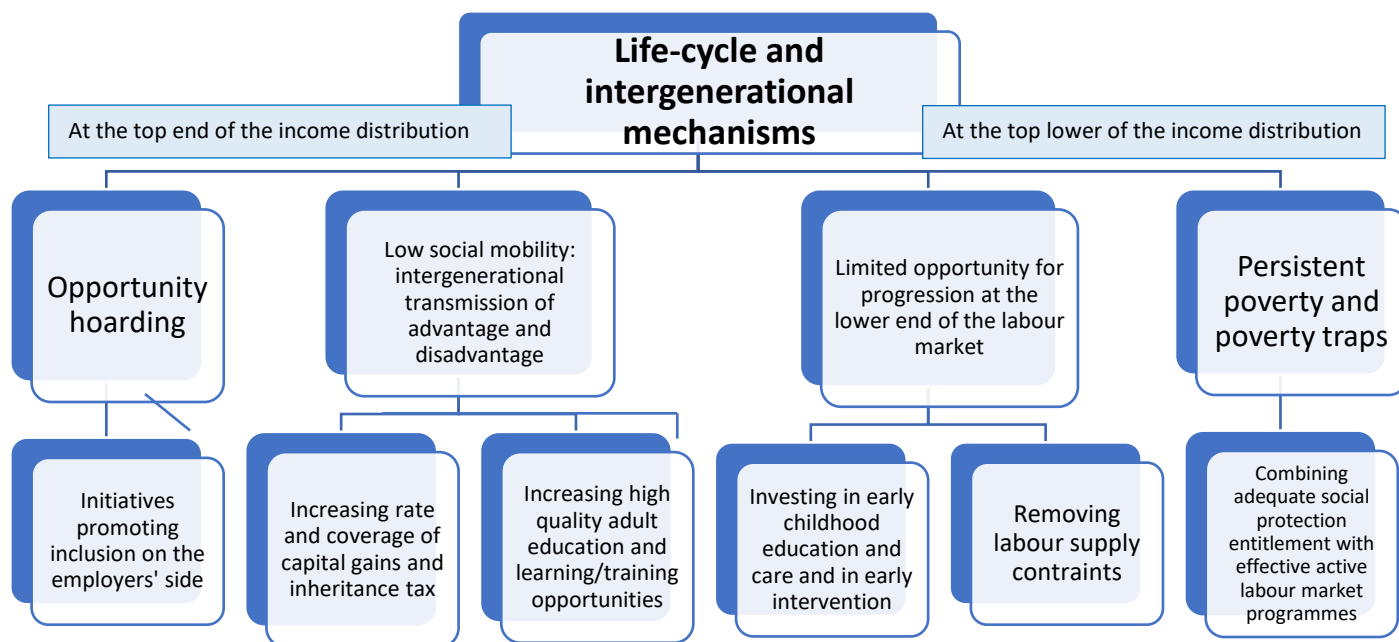 Life-cycle and
intergenerational
mechanisms
At the top end of the income distribution
At the top lower of the income distribution
Opportunity
hoarding
Low social mobility:
intergenerational
transmission of
advantage and
disadvantage
Limited opportunity for
progression at the
lower end of the labour
market
Persistent
poverty and
poverty traps
Initiatives
promoting
inclusion on the
employers' side
Increasing rate
and coverage of
capital gains and
inheritance tax
Increasing high
quality adult
education and
learning/training
opportunities
Investing in early
childhood
education and
care and in early
intervention
Removing
labour supply
contraints
Combining
adequate social
protection
entitlement with
effective active
labour market
programmes